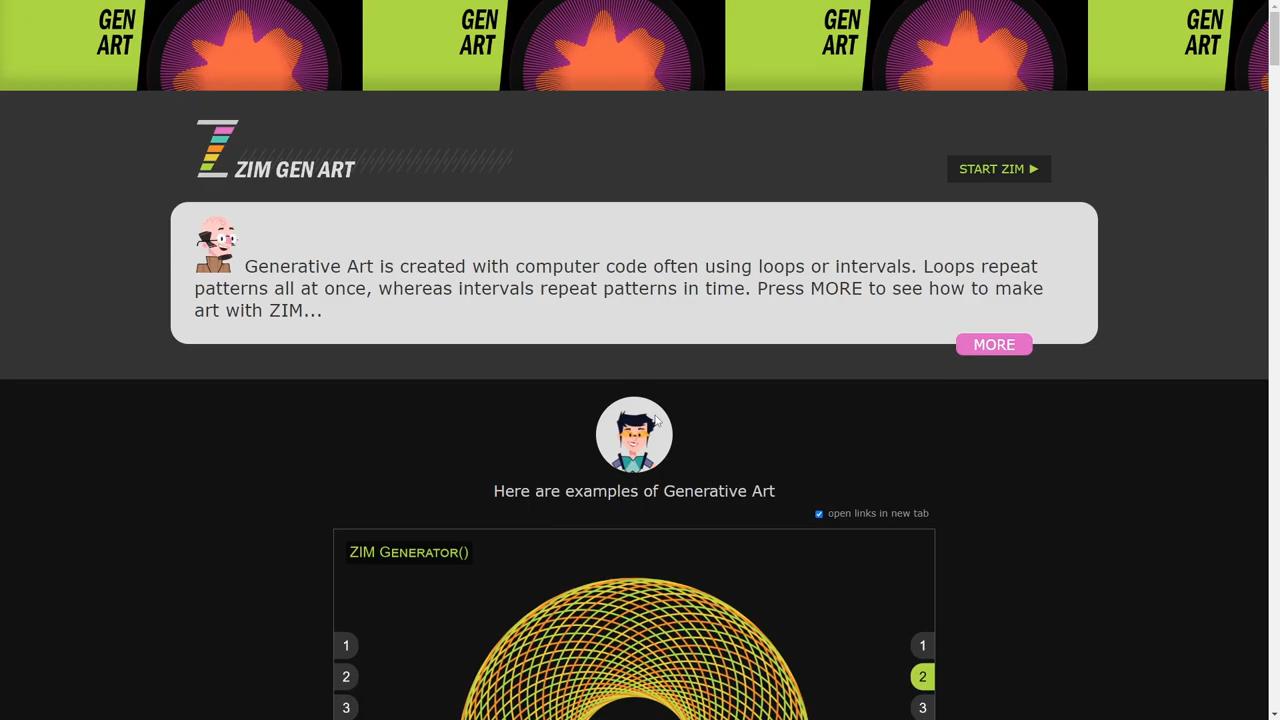 GEN
ART
GEN
ART
GEN
ART
GEN
ART
ZIM GEN ART
START ZIM ▶
Generative Art is created with computer code often using loops or intervals. Loops repeat
patterns all at once, whereas intervals repeat patterns in time. Press MORE to see how to make
art with ZIM...
MORE
Here are examples of Generative Art
open links in new tab
ZIM GENERATOR()
1
1
2
2
3
3